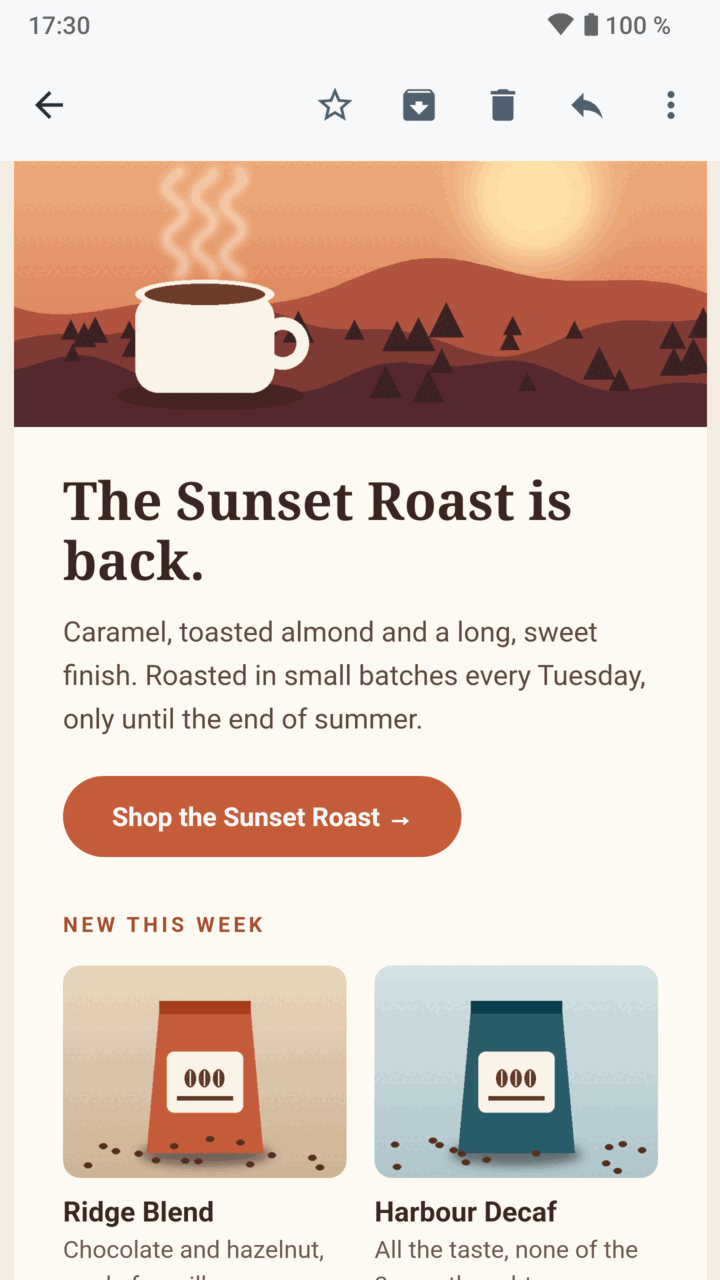 17:30
100 %
The Sunset Roast is
back.
Caramel, toasted almond and a long, sweet
finish. Roasted in small batches every Tuesday,
only until the end of summer.
Shop the Sunset Roast →
NEW THIS WEEK
Ridge Blend
Harbour Decaf
Chocolate and hazelnut,
All the taste, none of the